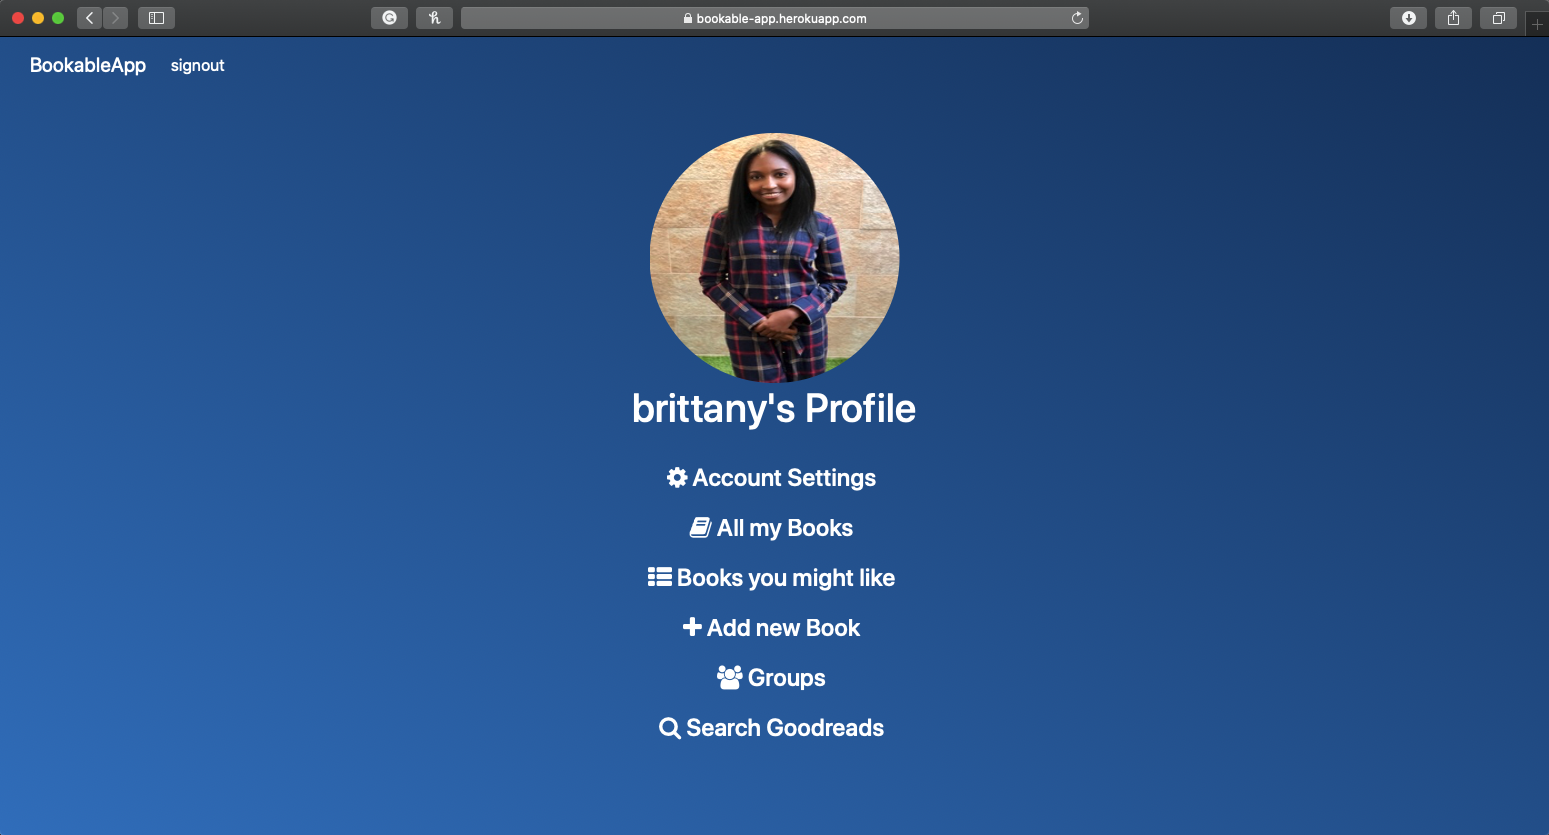 bookable-app.herokuapp.com
BookableApp signout
brittany's Profile
Account Settings
All my Books
Books you might like
Add new Book
Groups
Search Goodreads